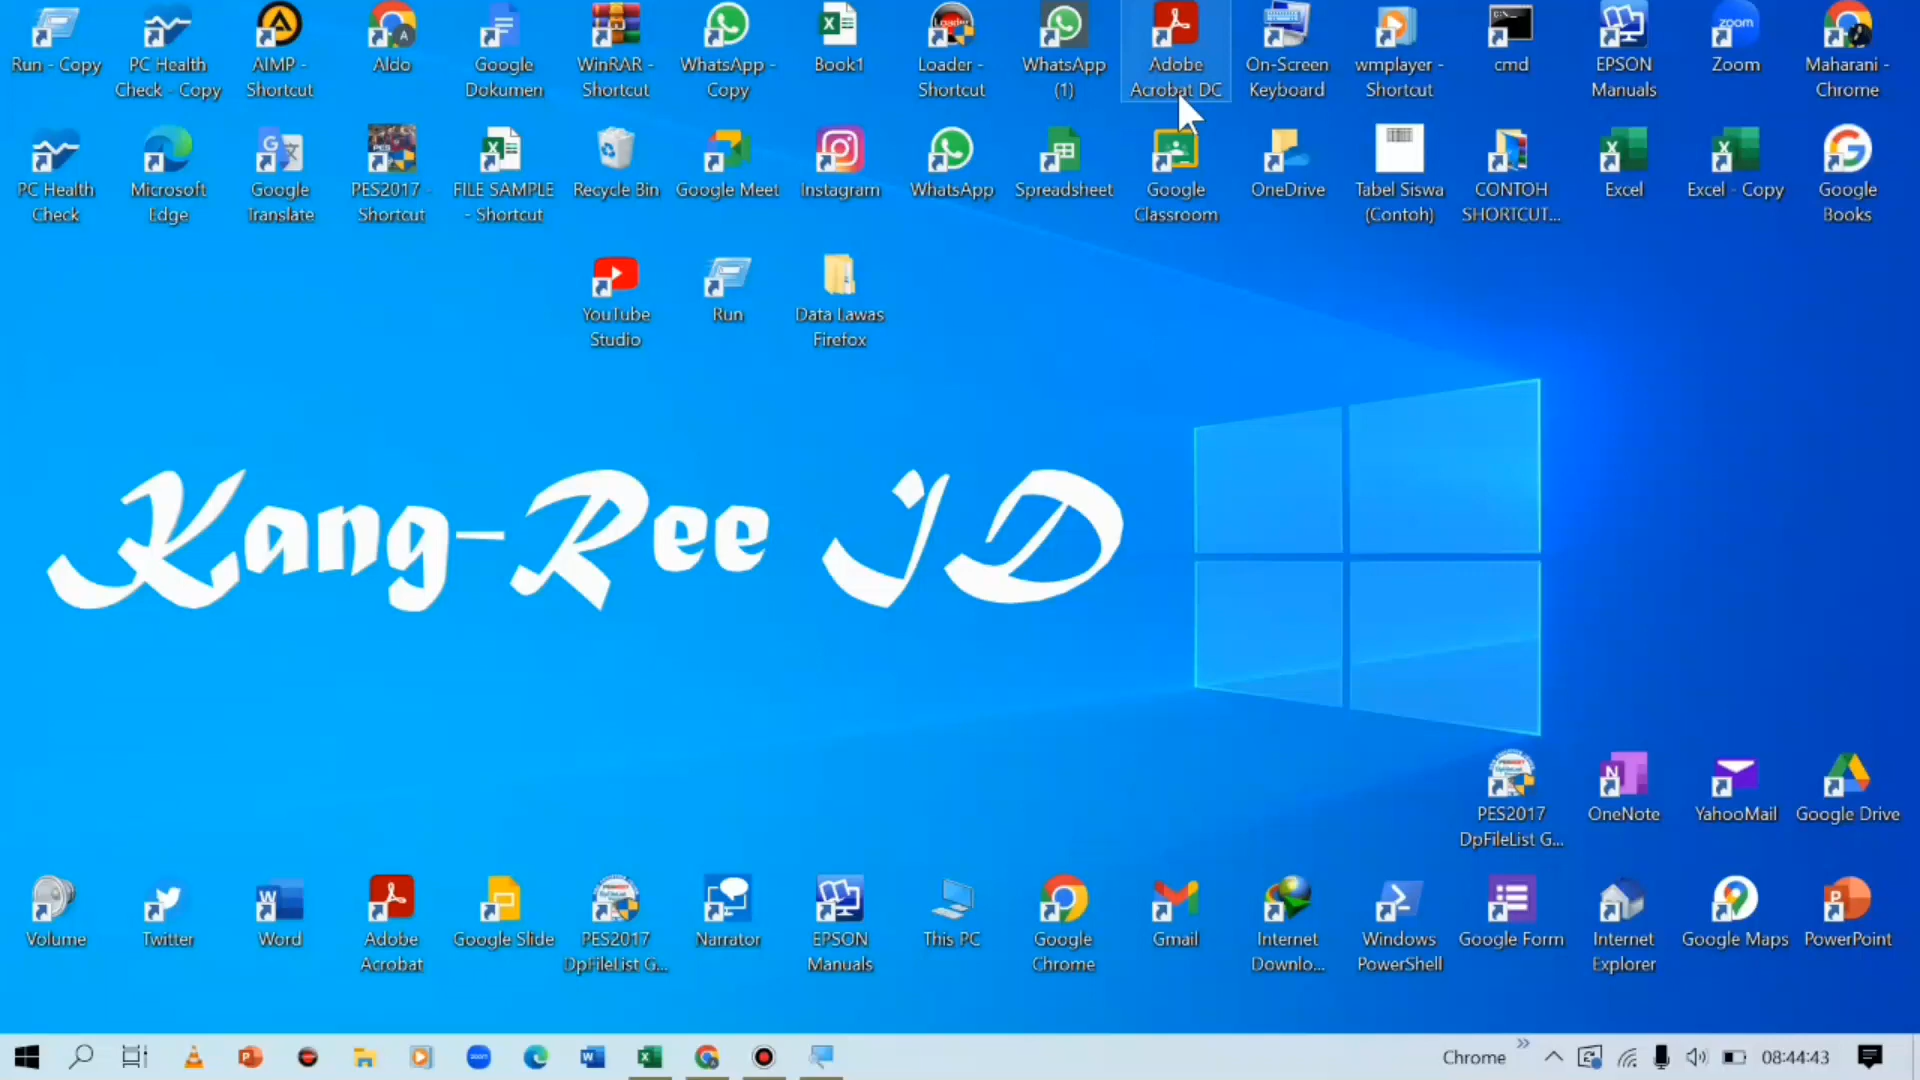 Run - Copy
PC Health
Check - Copy
AIMP -
Shortcut
Aldo
Google
Dokumen
WinRAR -
Shortcut
WhatsApp -
Copy
Book1
Loader -
Shortcut
WhatsApp
(1)
Adobe
Acrobat DC
On-Screen
Keyboard
wmplayer -
Shortcut
cmd
EPSON
Manuals
Zoom
Maharani -
Chrome
PC Health
Check
Microsoft
Edge
Google
Translate
PES2017 -
Shortcut
FILE SAMPLE
- Shortcut
Recycle Bin
Google Meet
Instagram
WhatsApp
Spreadsheet
Google
Classroom
OneDrive
Tabel Siswa
(Contoh)
CONTOH
SHORTCUT...
Excel
Excel - Copy
Google
Books
YouTube
Studio
Run
Data Lawas
Firefox
Kang-Ree ID
PES2017
DpFileList G...
OneNote
YahooMail
Google Drive
Volume
Twitter
Word
Adobe
Acrobat
Google Slide
PES2017
DpFileList G...
Narrator
EPSON
Manuals
This PC
Google
Chrome
Gmail
Internet
Downlo...
Windows
PowerShell
Google Form
Internet
Explorer
Google Maps
PowerPoint
Chrome
08:44:43